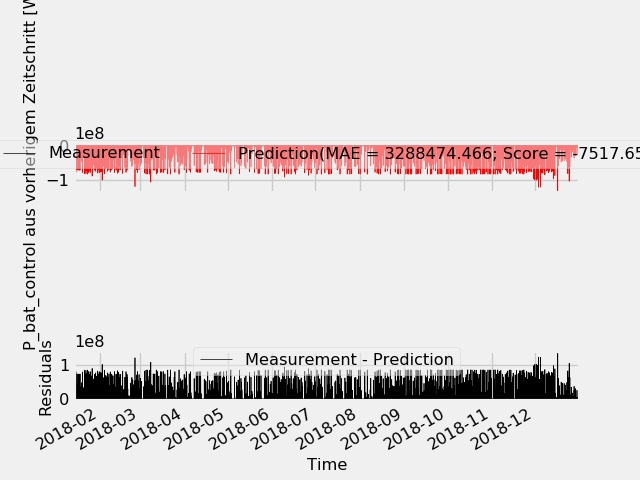 P_bat_control aus vorherigem Zeitschritt [W
1e8
0
−1
Measurement
Prediction(MAE = 3288474.466; Score = -7517.65
Residuals
1e8
1
0
Measurement - Prediction
2018-02
2018-03
2018-04
2018-05
2018-06
2018-07
2018-08
2018-09
2018-10
2018-11
2018-12
Time